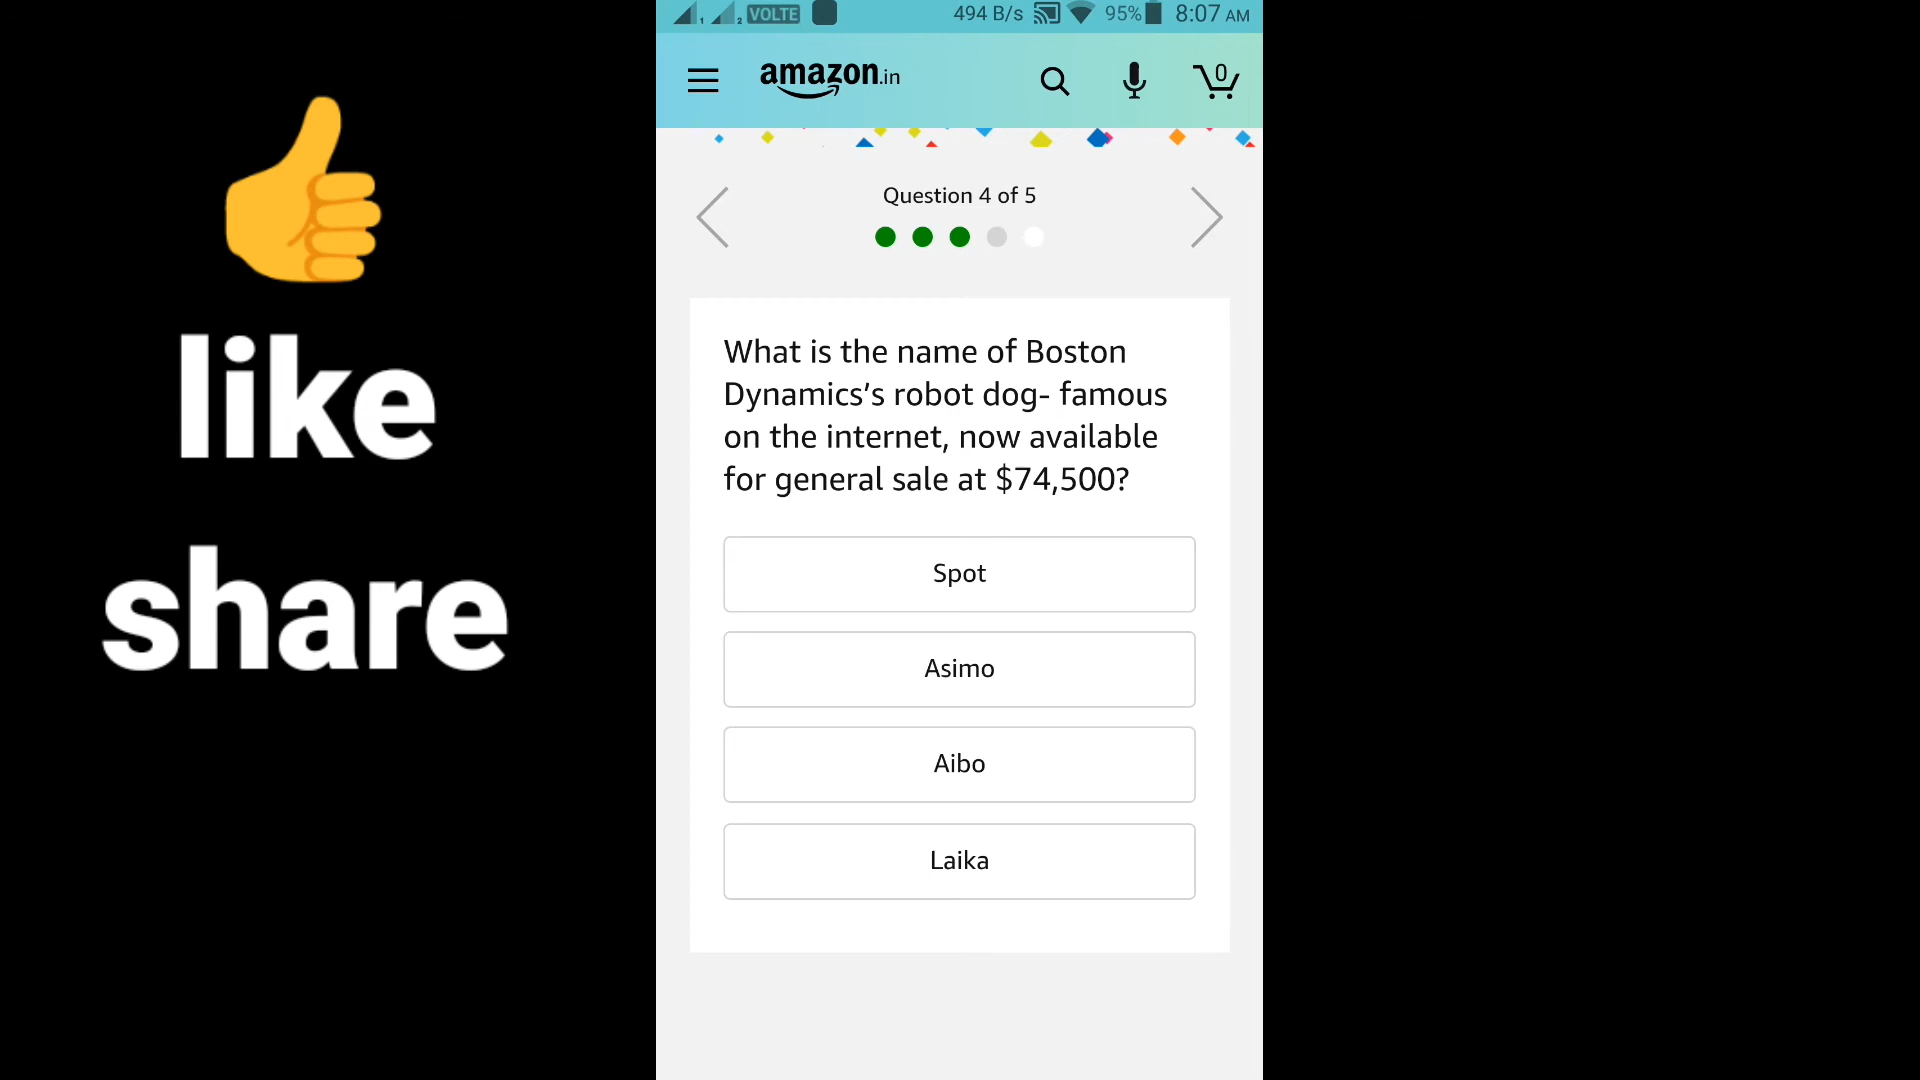 VOLTE 494 B/s 95% 8:07 AM
amazon.in
0
Question 4 of 5
What is the name of Boston
Dynamics’s robot dog- famous
on the internet, now available
for general sale at $74,500?
Spot
Asimo
Aibo
Laika
like
share